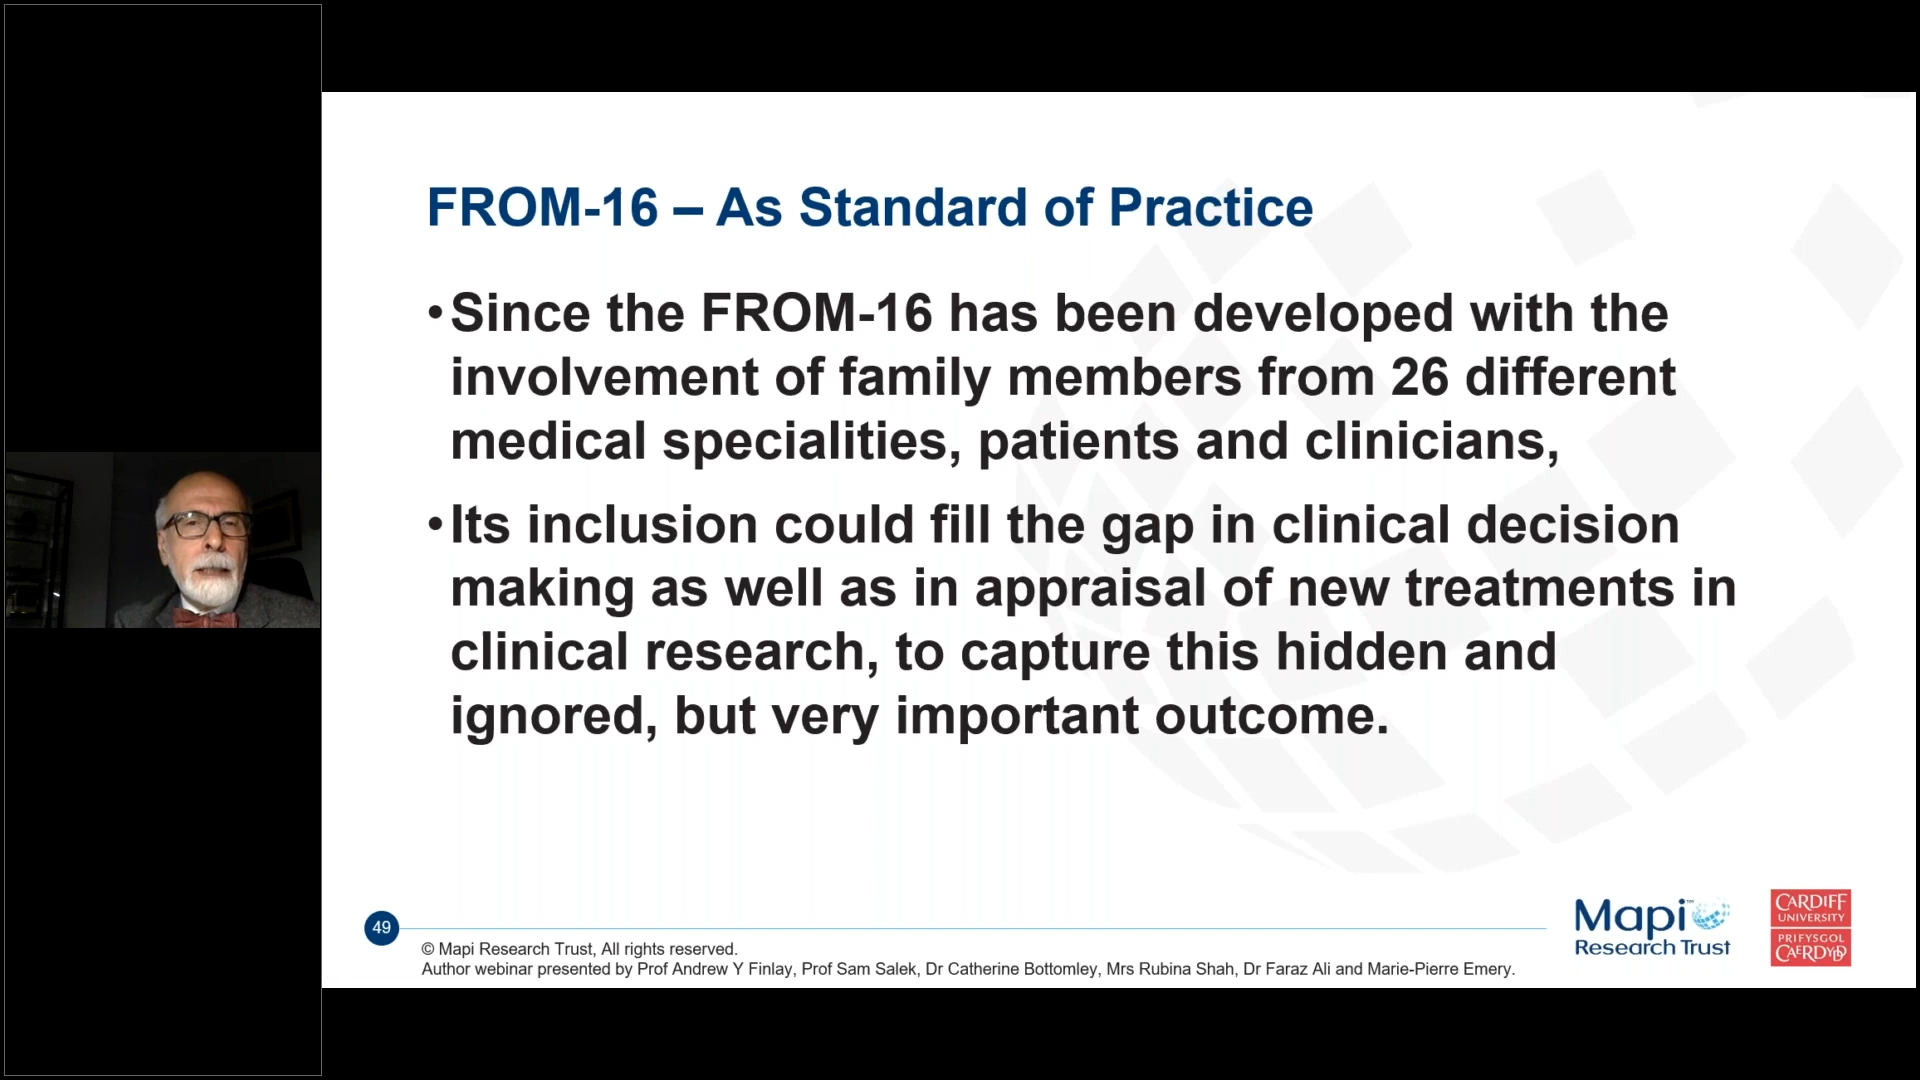 FROM-16 – As Standard of Practice
•Since the FROM-16 has been developed with the
involvement of family members from 26 different
medical specialities, patients and clinicians,
•Its inclusion could fill the gap in clinical decision
making as well as in appraisal of new treatments in
clinical research, to capture this hidden and
ignored, but very important outcome.
49
© Mapi Research Trust, All rights reserved.
Author webinar presented by Prof Andrew Y Finlay, Prof Sam Salek, Dr Catherine Bottomley, Mrs Rubina Shah, Dr Faraz Ali and Marie-Pierre Emery.
Mapi™
Research Trust
CARDIFF
UNIVERSITY
PRIFYSGOL
CAERDYDD